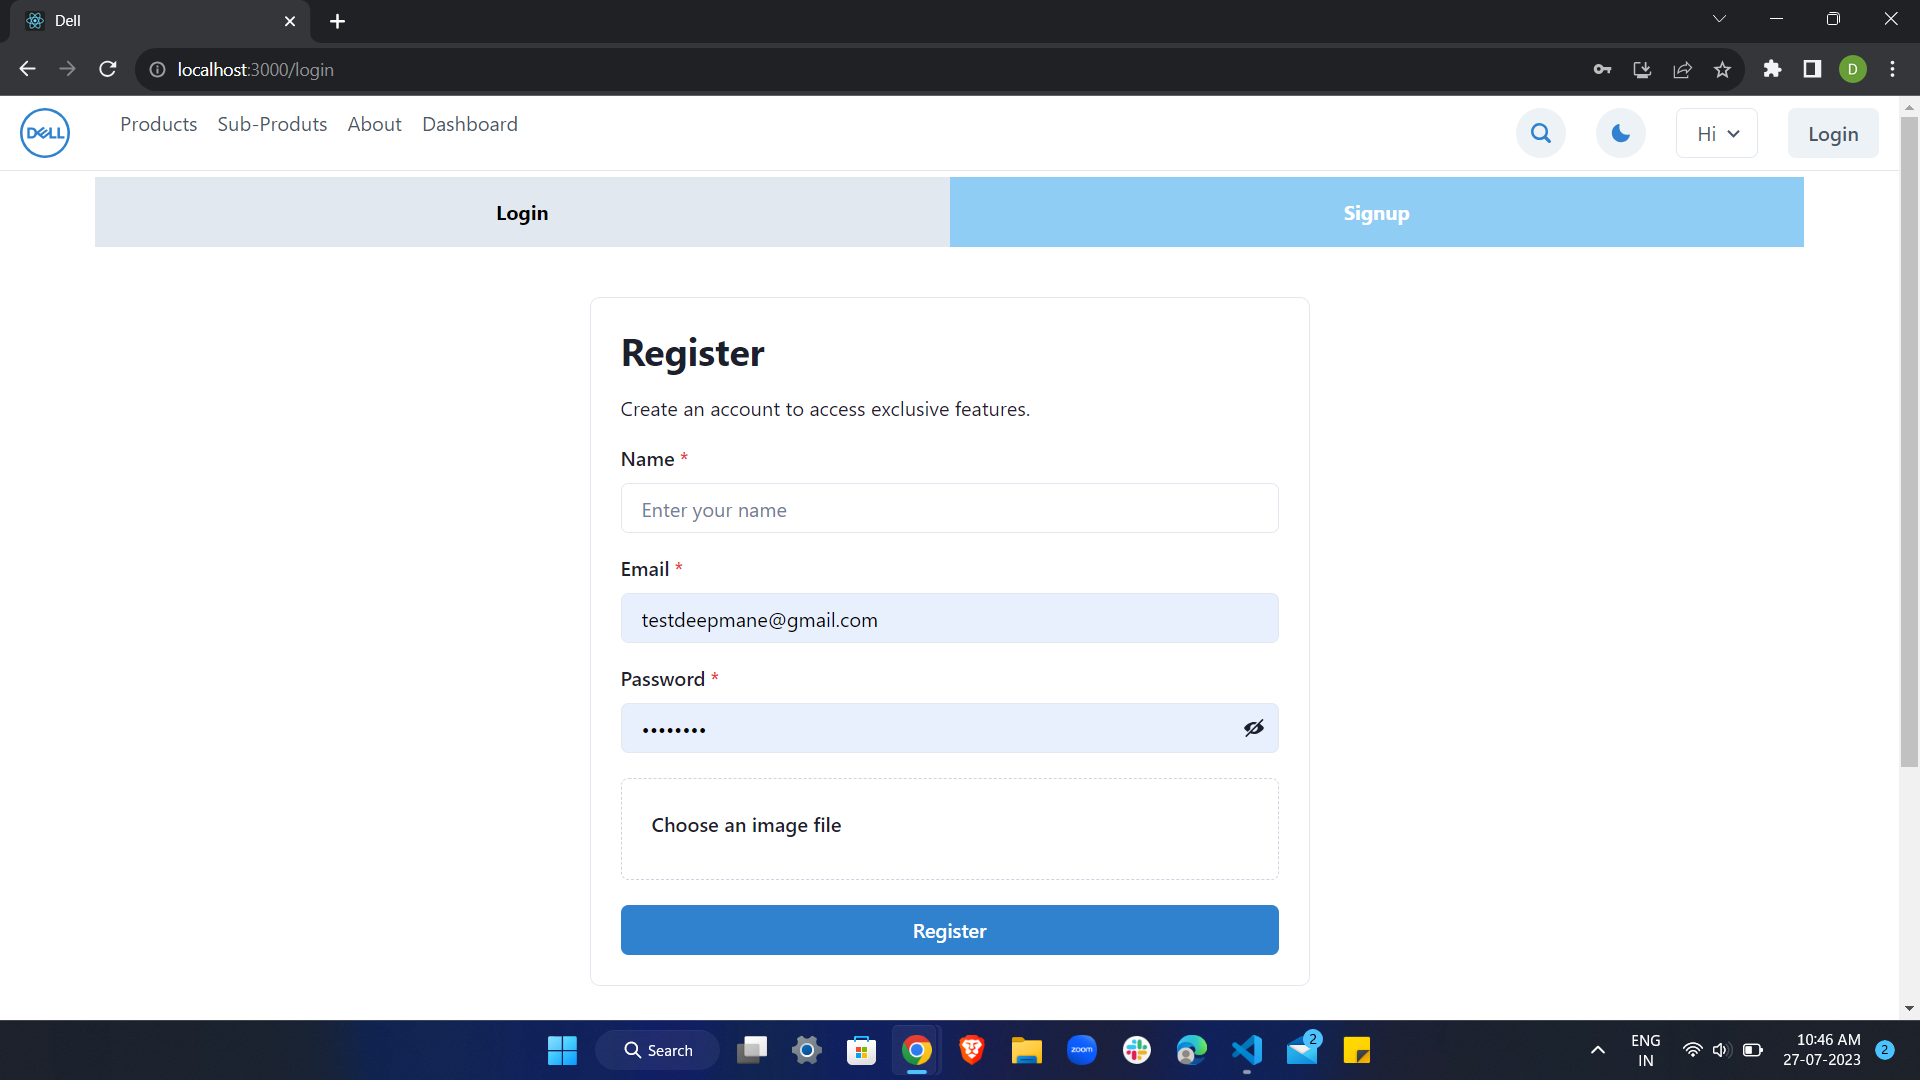 Dell
localhost:3000/login
D
DELL
Products Sub-Produts About Dashboard
Hi
Login
Login
Signup
Register
Create an account to access exclusive features.
Name *
Enter your name
Email *
testdeepmane@gmail.com
Password *
••••••••
Choose an image file
Register
Search
zoom
2
ENG
IN
10:46 AM
27-07-2023
2